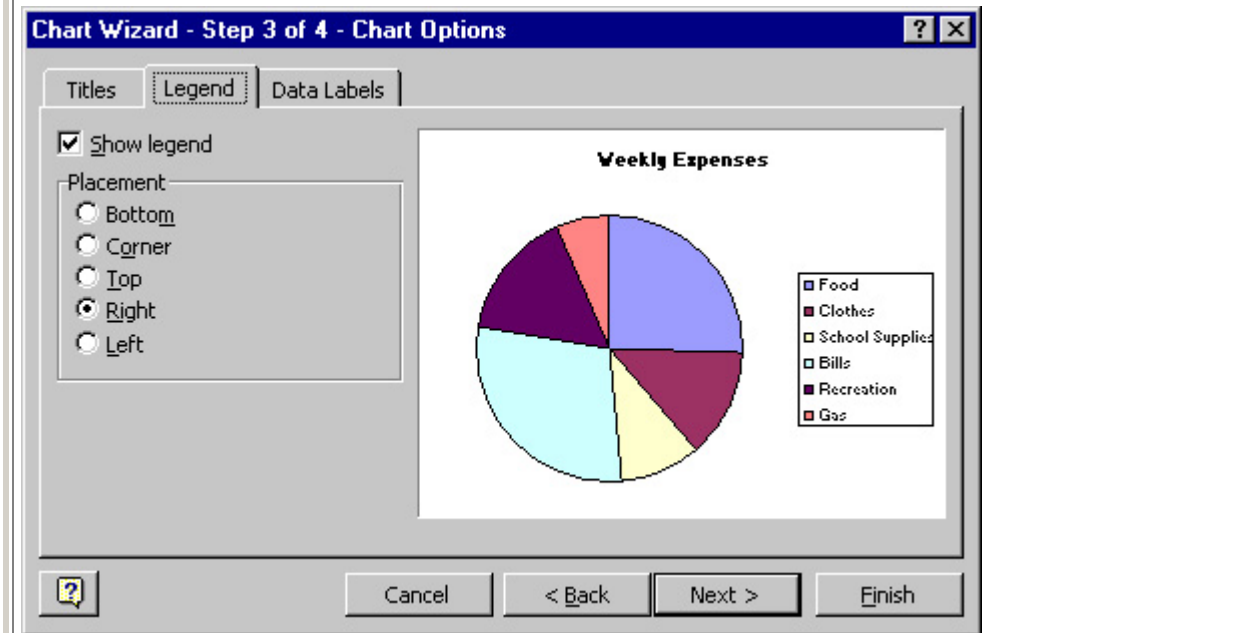 Chart Wizard - Step 3 of 4 - Chart Options
Titles
Legend
Data Labels
Show legend
Placement
Bottom
Corner
Top
Right
Left
Weekly Expenses
Food
Clothes
School Supplies
Bills
Recreation
Gas
Cancel
< Back
Next >
Finish